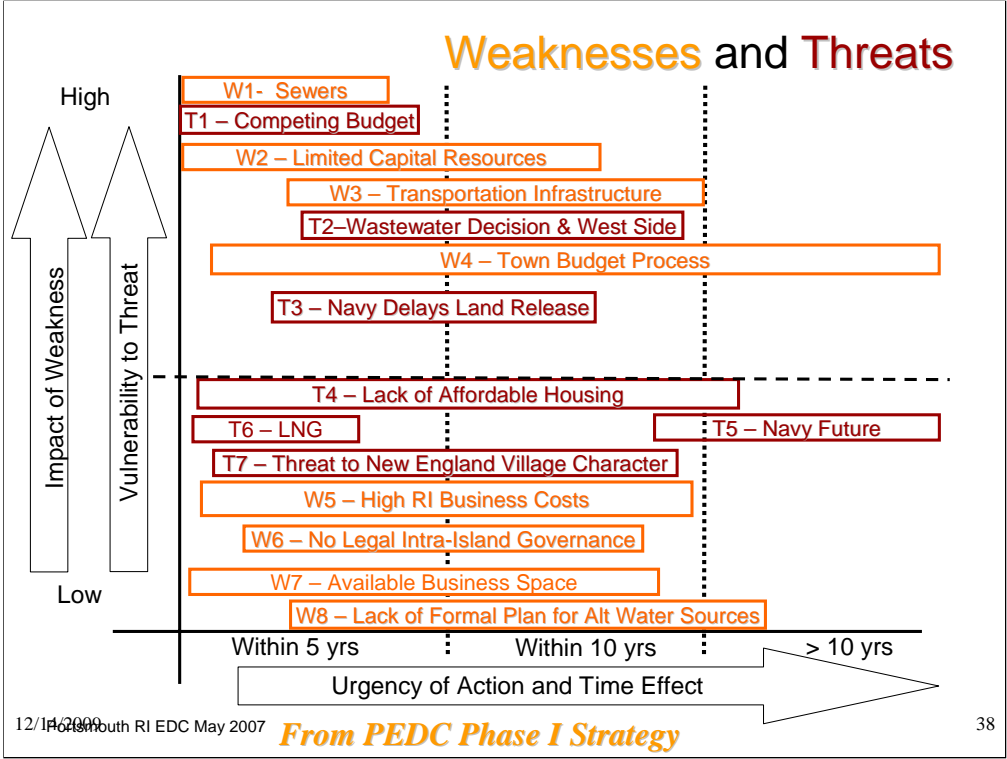 Weaknesses and Threats
High
W1- Sewers
T1 – Competing Budget
W2 – Limited Capital Resources
W3 – Transportation Infrastructure
T2–Wastewater Decision & West Side
W4 – Town Budget Process
T3 – Navy Delays Land Release
Impact of Weakness
Vulnerability to Threat
T4 – Lack of Affordable Housing
T6 – LNG
T5 – Navy Future
T7 – Threat to New England Village Character
W5 – High RI Business Costs
W6 – No Legal Intra-Island Governance
W7 – Available Business Space
Low
W8 – Lack of Formal Plan for Alt Water Sources
Within 5 yrs
Within 10 yrs
> 10 yrs
Urgency of Action and Time Effect
12/14/2009
Portsmouth RI EDC May 2007
From PEDC Phase I Strategy
38